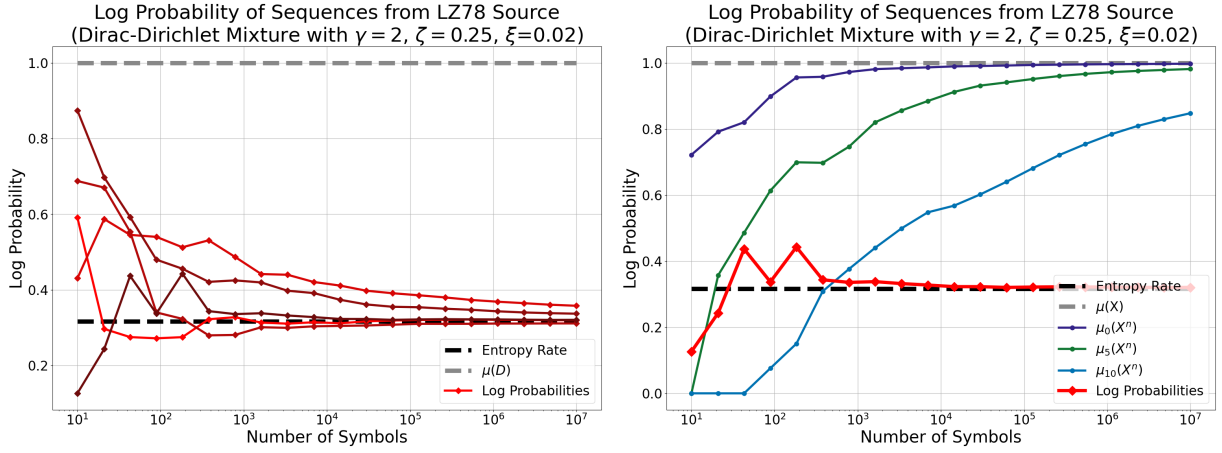 Log Probability of Sequences from LZ78 Source
(Dirac-Dirichlet Mixture with γ = 2, ζ = 0.25, ξ=0.02)
Log Probability
1.0
0.8
0.6
0.4
0.2
10¹
10²
10³
10⁴
10⁵
10⁶
10⁷
Number of Symbols
Entropy Rate
μ(D)
Log Probabilities
Log Probability of Sequences from LZ78 Source
(Dirac-Dirichlet Mixture with γ = 2, ζ = 0.25, ξ=0.02)
Log Probability
1.0
0.8
0.6
0.4
0.2
0.0
10¹
10²
10³
10⁴
10⁵
10⁶
10⁷
Number of Symbols
Entropy Rate
μ(X)
μ₀(Xⁿ)
μ₅(Xⁿ)
μ₁₀(Xⁿ)
Log Probabilities